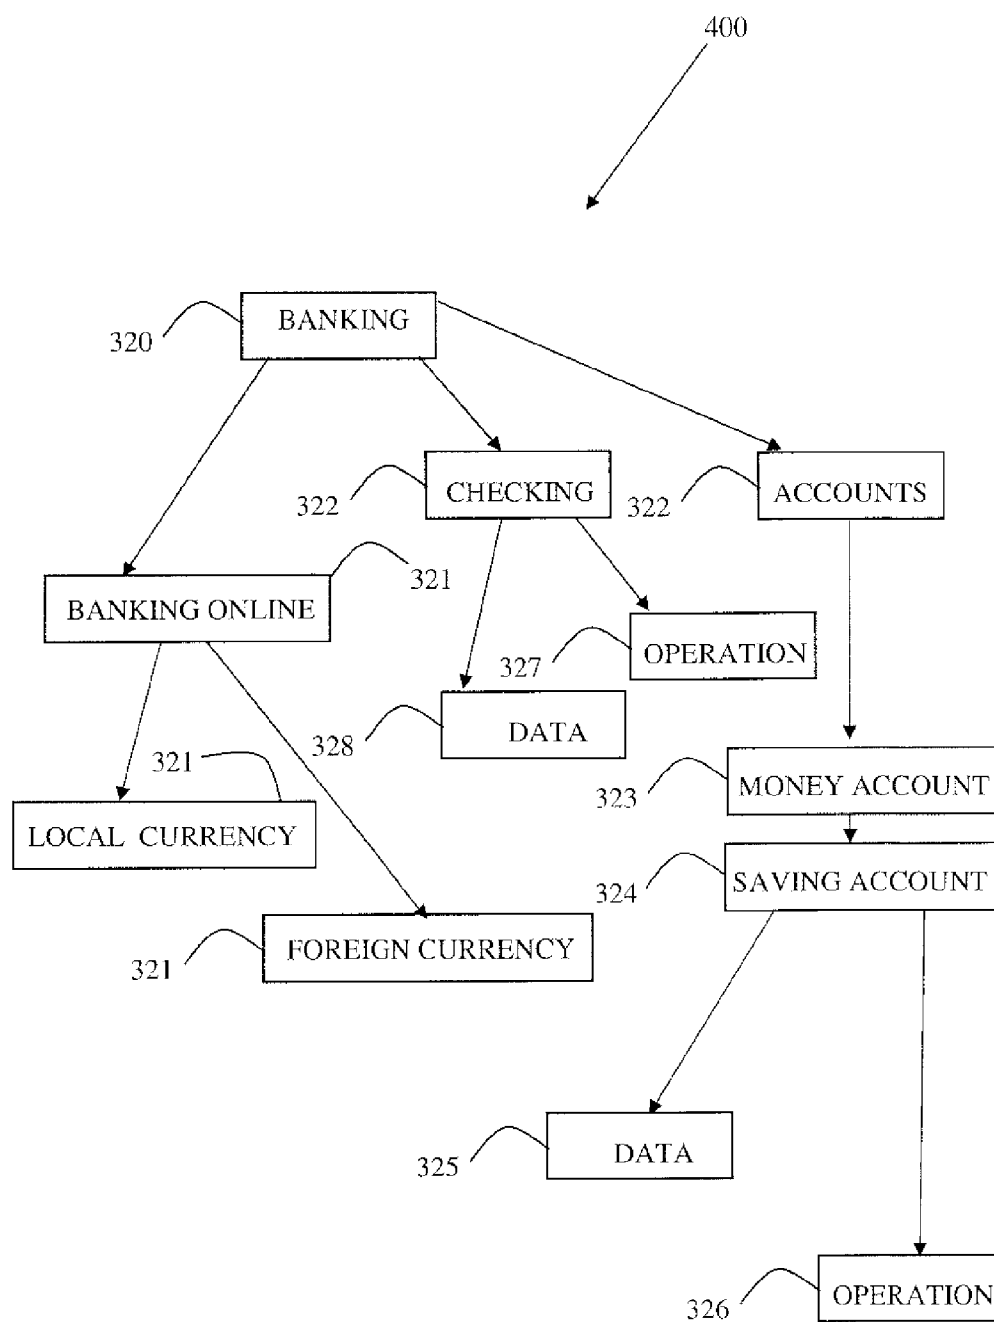 400
BANKING
320
CHECKING
322
ACCOUNTS
322
321
BANKING ONLINE
OPERATION
327
DATA
328
321
MONEY ACCOUNT
323
LOCAL CURRENCY
SAVING ACCOUNT
324
FOREIGN CURRENCY
321
DATA
325
OPERATION
326